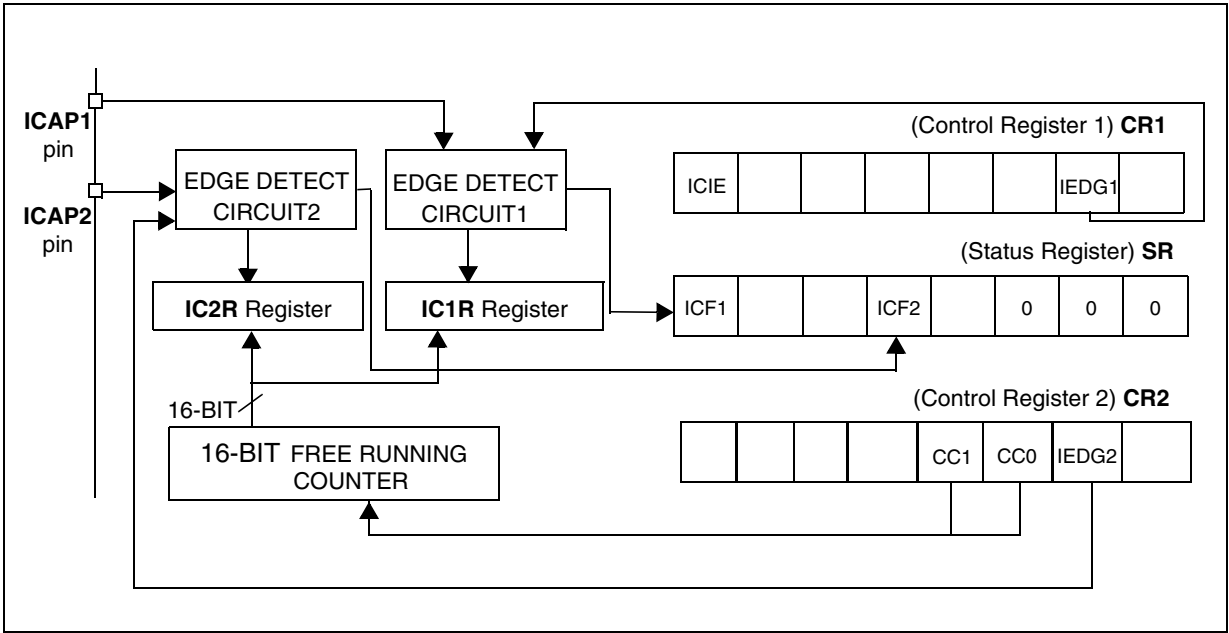 ICAP1
pin
ICAP2
pin
EDGE DETECT
CIRCUIT2
EDGE DETECT
CIRCUIT1
IC2R Register
IC1R Register
16-BIT
16-BIT FREE RUNNING
COUNTER
(Control Register 1) CR1
ICIE
IEDG1
(Status Register) SR
ICF1
ICF2
0
0
0
(Control Register 2) CR2
CC1
CC0
IEDG2